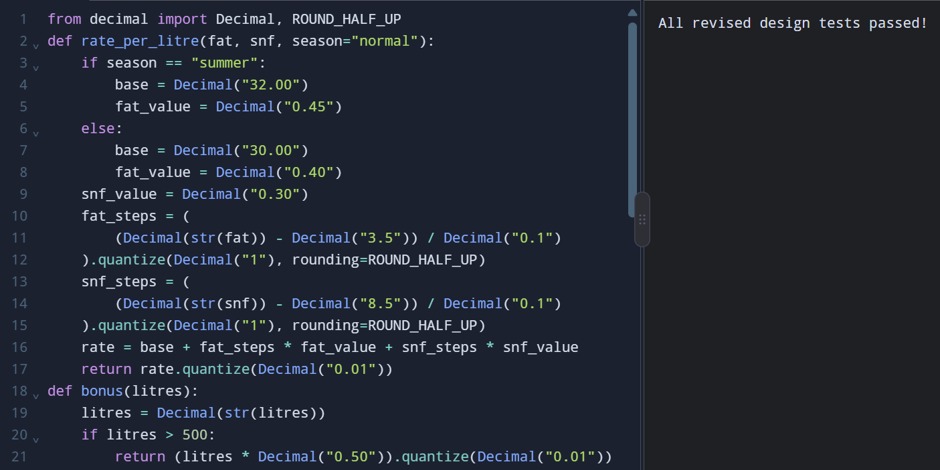 1 from decimal import Decimal, ROUND_HALF_UP
2 def rate_per_litre(fat, snf, season="normal"):
3     if season == "summer":
4         base = Decimal("32.00")
5         fat_value = Decimal("0.45")
6     else:
7         base = Decimal("30.00")
8         fat_value = Decimal("0.40")
9     snf_value = Decimal("0.30")
10     fat_steps = (
11         (Decimal(str(fat)) - Decimal("3.5")) / Decimal("0.1")
12     ).quantize(Decimal("1"), rounding=ROUND_HALF_UP)
13     snf_steps = (
14         (Decimal(str(snf)) - Decimal("8.5")) / Decimal("0.1")
15     ).quantize(Decimal("1"), rounding=ROUND_HALF_UP)
16     rate = base + fat_steps * fat_value + snf_steps * snf_value
17     return rate.quantize(Decimal("0.01"))
18 def bonus(litres):
19     litres = Decimal(str(litres))
20     if litres > 500:
21         return (litres * Decimal("0.50")).quantize(Decimal("0.01"))
All revised design tests passed!